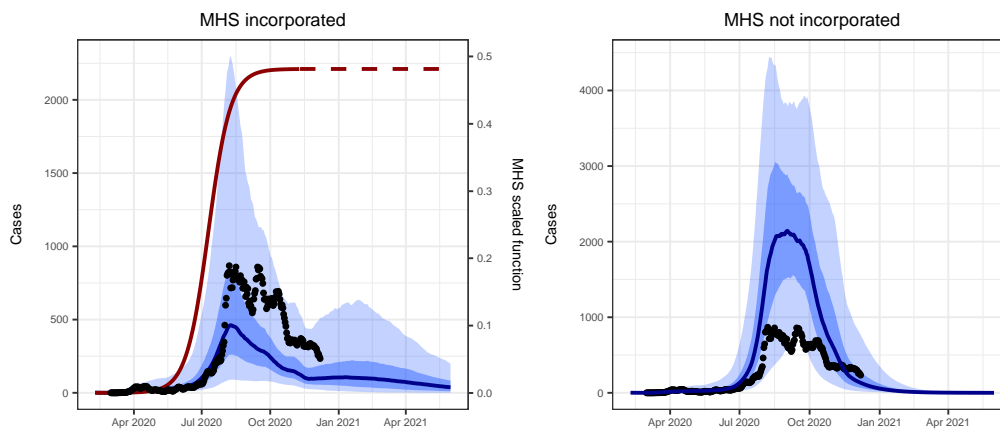 MHS incorporated
MHS not incorporated
Cases
2000
1500
1000
500
0
0.5
0.4
0.3
0.2
0.1
0.0
MHS scaled function
Apr 2020 Jul 2020 Oct 2020 Jan 2021 Apr 2021
Cases
4000
3000
2000
1000
0
Apr 2020 Jul 2020 Oct 2020 Jan 2021 Apr 2021